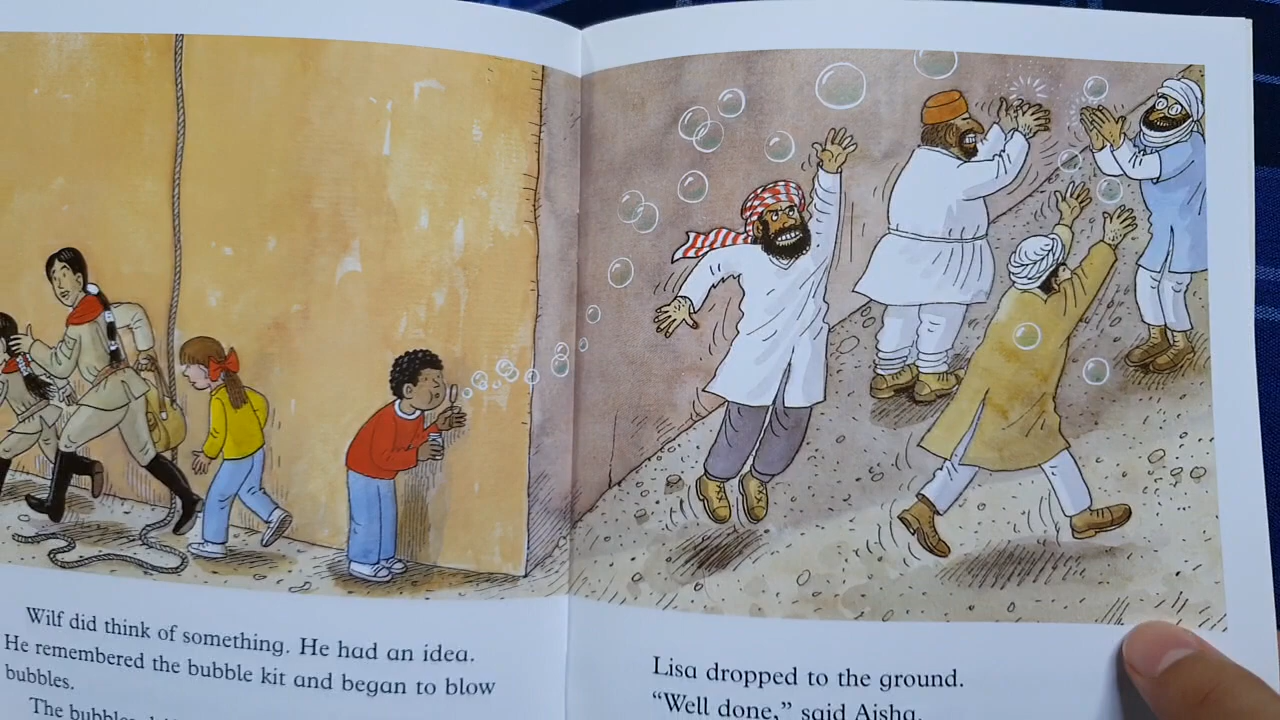 Wilf did think of something. He had an idea.
He remembered the bubble kit and began to blow
bubbles.
The
Lisa dropped to the ground.
“Well done,” said Aisha.